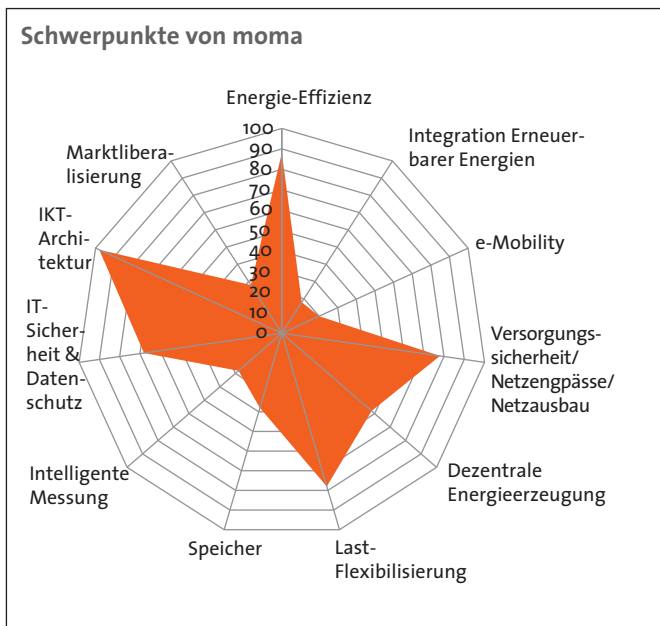 Schwerpunkte von moma
Energie-Effizienz
Integration Erneuer-
barer Energien
e-Mobility
Versorgungs-
sicherheit/
Netzengpässe/
Netzausbau
Dezentrale
Energieerzeugung
Last-
Flexibilisierung
Speicher
Intelligente
Messung
IT-
Sicher-
heit &
Daten-
schutz
IKT-
Archi-
tektur
Marktlibera-
lisierung
100
90
80
70
60
50
40
30
20
10
0